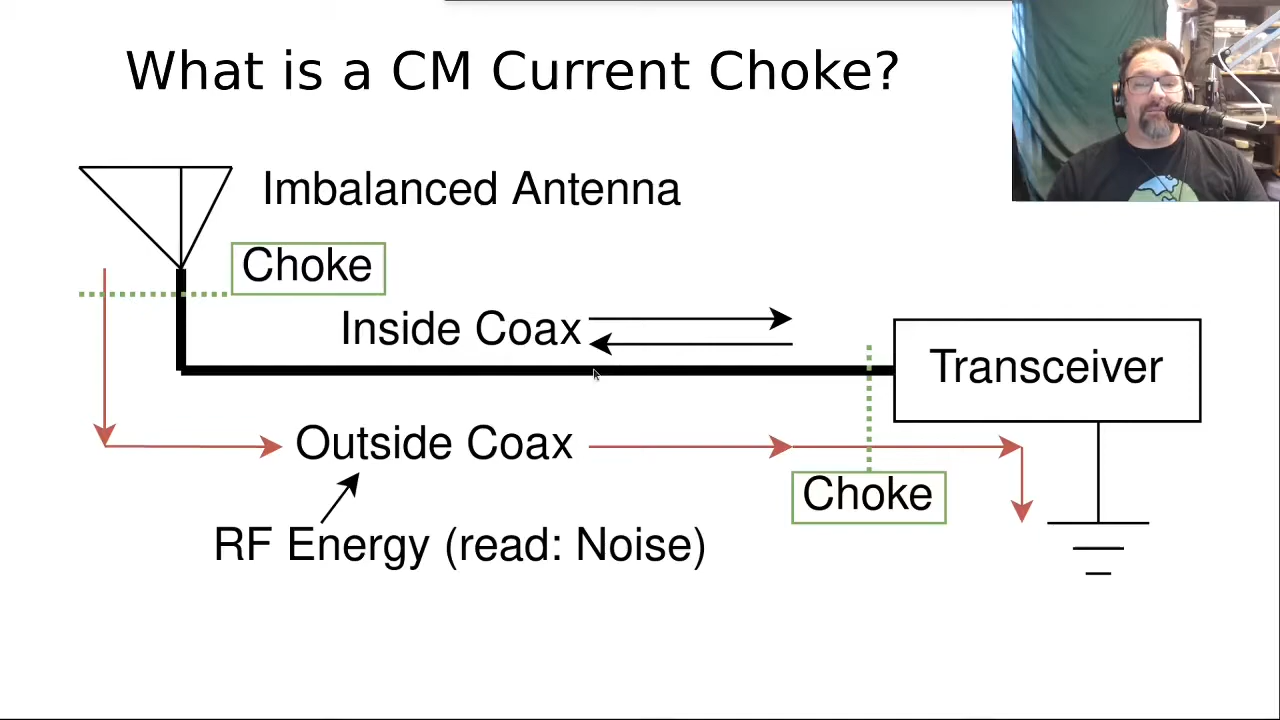 What is a CM Current Choke?
Imbalanced Antenna
Choke
Inside Coax
Transceiver
Outside Coax
Choke
RF Energy (read: Noise)